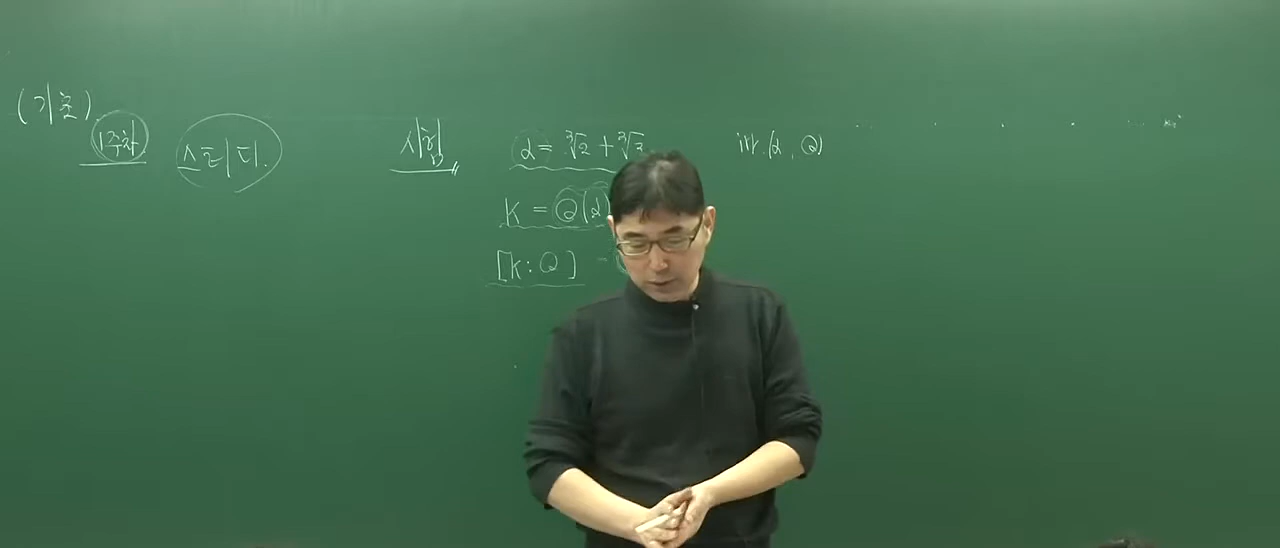 (기초)
1주차 스터디.
시험
α = ∛2 + ∛3
irr.(α, Q)
K = Q(α)
[K:Q] =